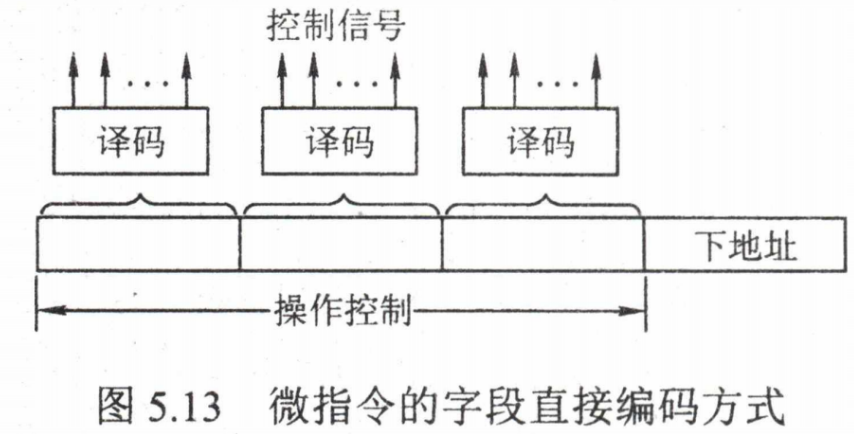 控制信号
... ... ...
译码 译码 译码
下地址
操作控制
图 5.13 微指令的字段直接编码方式